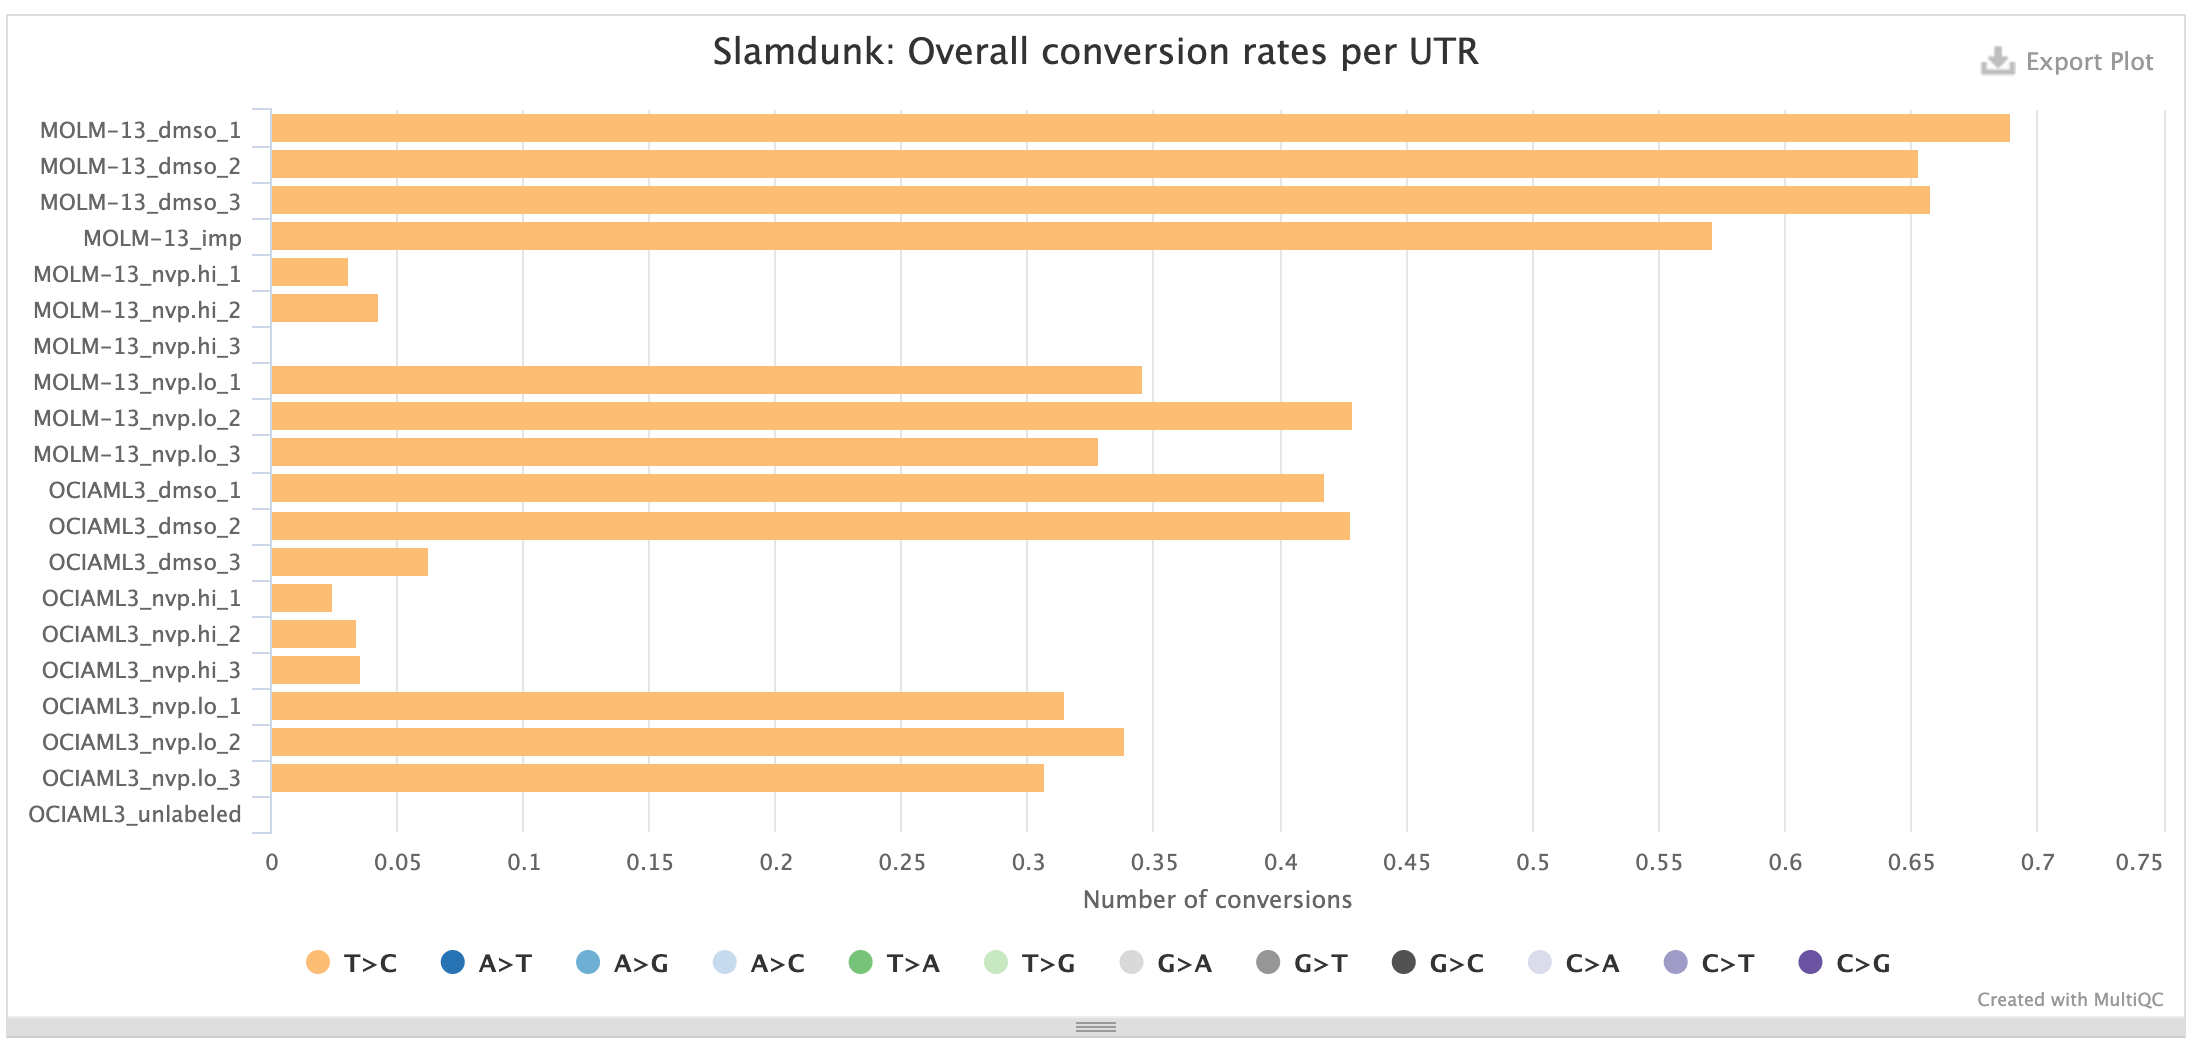 Slamdunk: Overall conversion rates per UTR
Export Plot
MOLM-13_dmso_1
MOLM-13_dmso_2
MOLM-13_dmso_3
MOLM-13_imp
MOLM-13_nvp.hi_1
MOLM-13_nvp.hi_2
MOLM-13_nvp.hi_3
MOLM-13_nvp.lo_1
MOLM-13_nvp.lo_2
MOLM-13_nvp.lo_3
OCIAML3_dmso_1
OCIAML3_dmso_2
OCIAML3_dmso_3
OCIAML3_nvp.hi_1
OCIAML3_nvp.hi_2
OCIAML3_nvp.hi_3
OCIAML3_nvp.lo_1
OCIAML3_nvp.lo_2
OCIAML3_nvp.lo_3
OCIAML3_unlabeled
0 0.05 0.1 0.15 0.2 0.25 0.3 0.35 0.4 0.45 0.5 0.55 0.6 0.65 0.7 0.75
Number of conversions
T>C A>T A>G A>C T>A T>G G>A G>T G>C C>A C>T C>G
Created with MultiQC